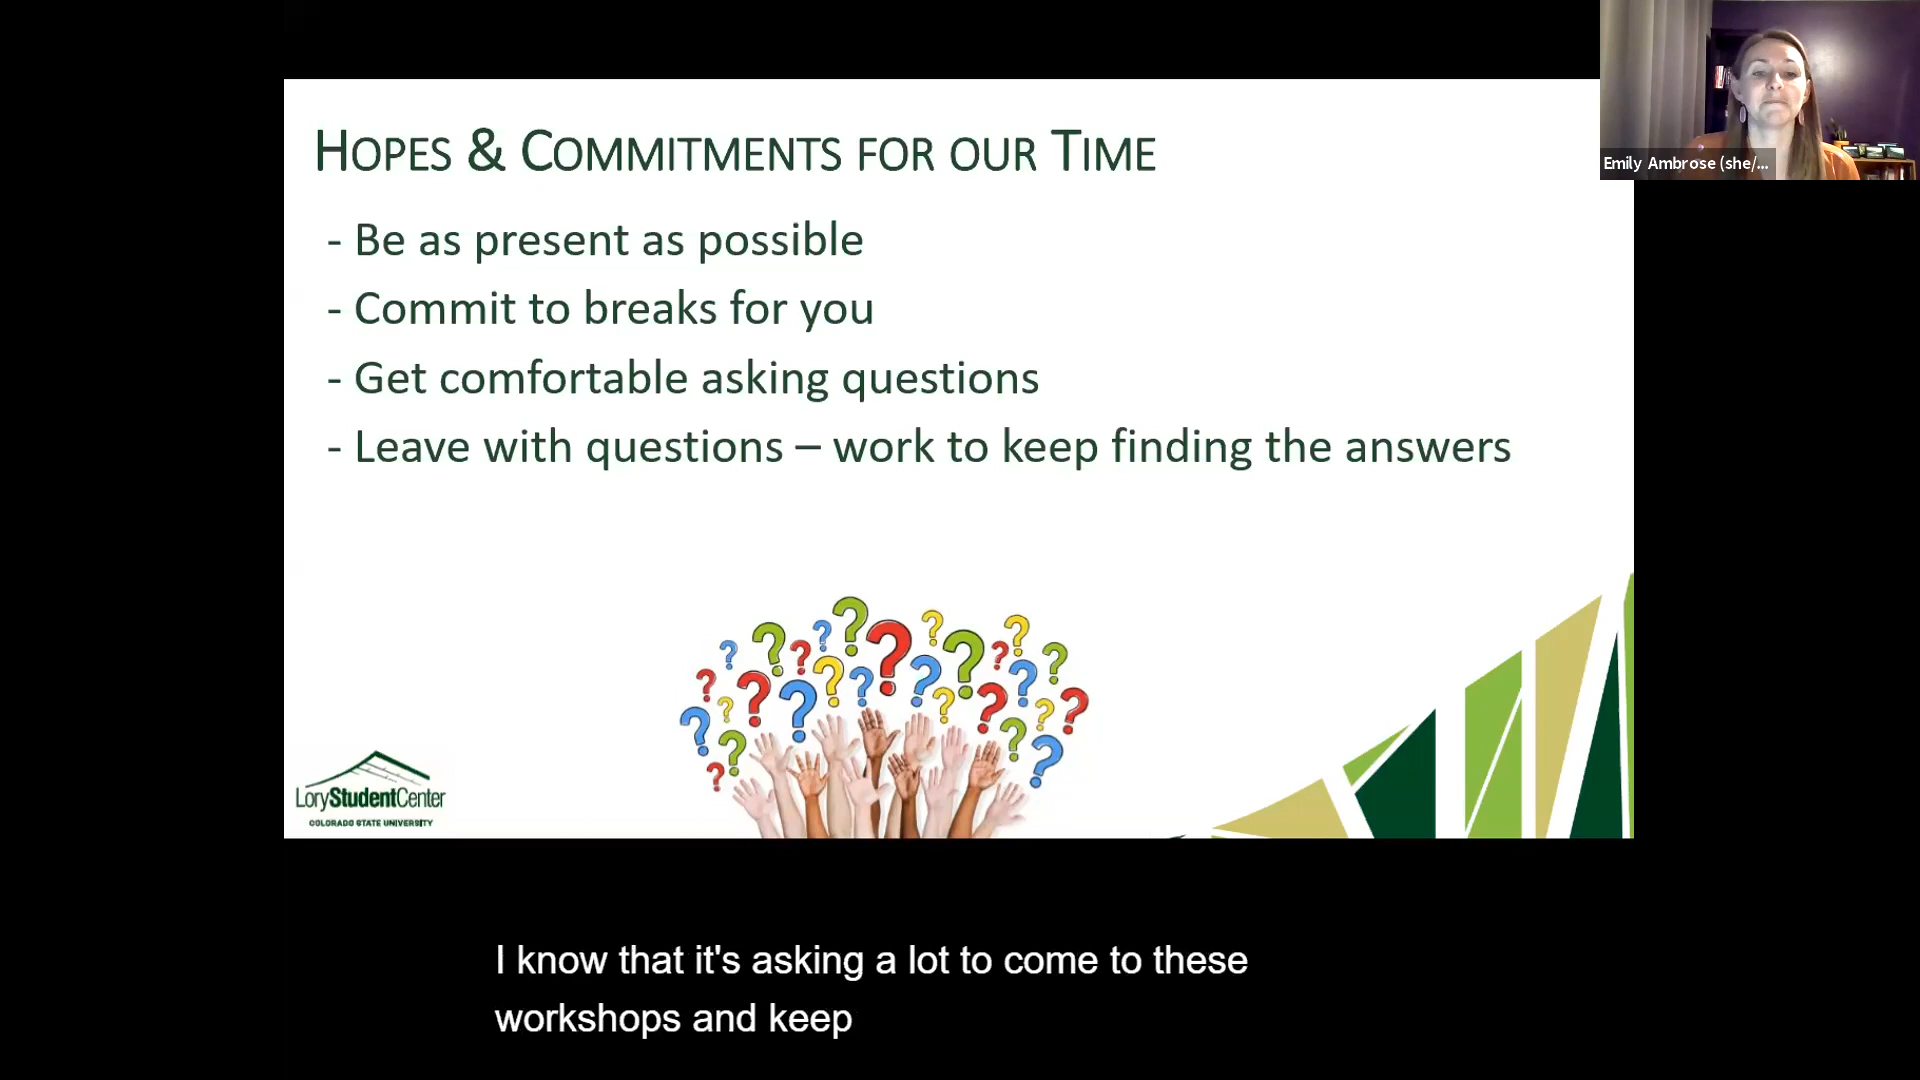 HOPES & COMMITMENTS FOR OUR TIME
- Be as present as possible
- Commit to breaks for you
- Get comfortable asking questions
- Leave with questions – work to keep finding the answers
LoryStudentCenter
COLORADO STATE UNIVERSITY
Emily Ambrose (she/...
I know that it's asking a lot to come to these
workshops and keep